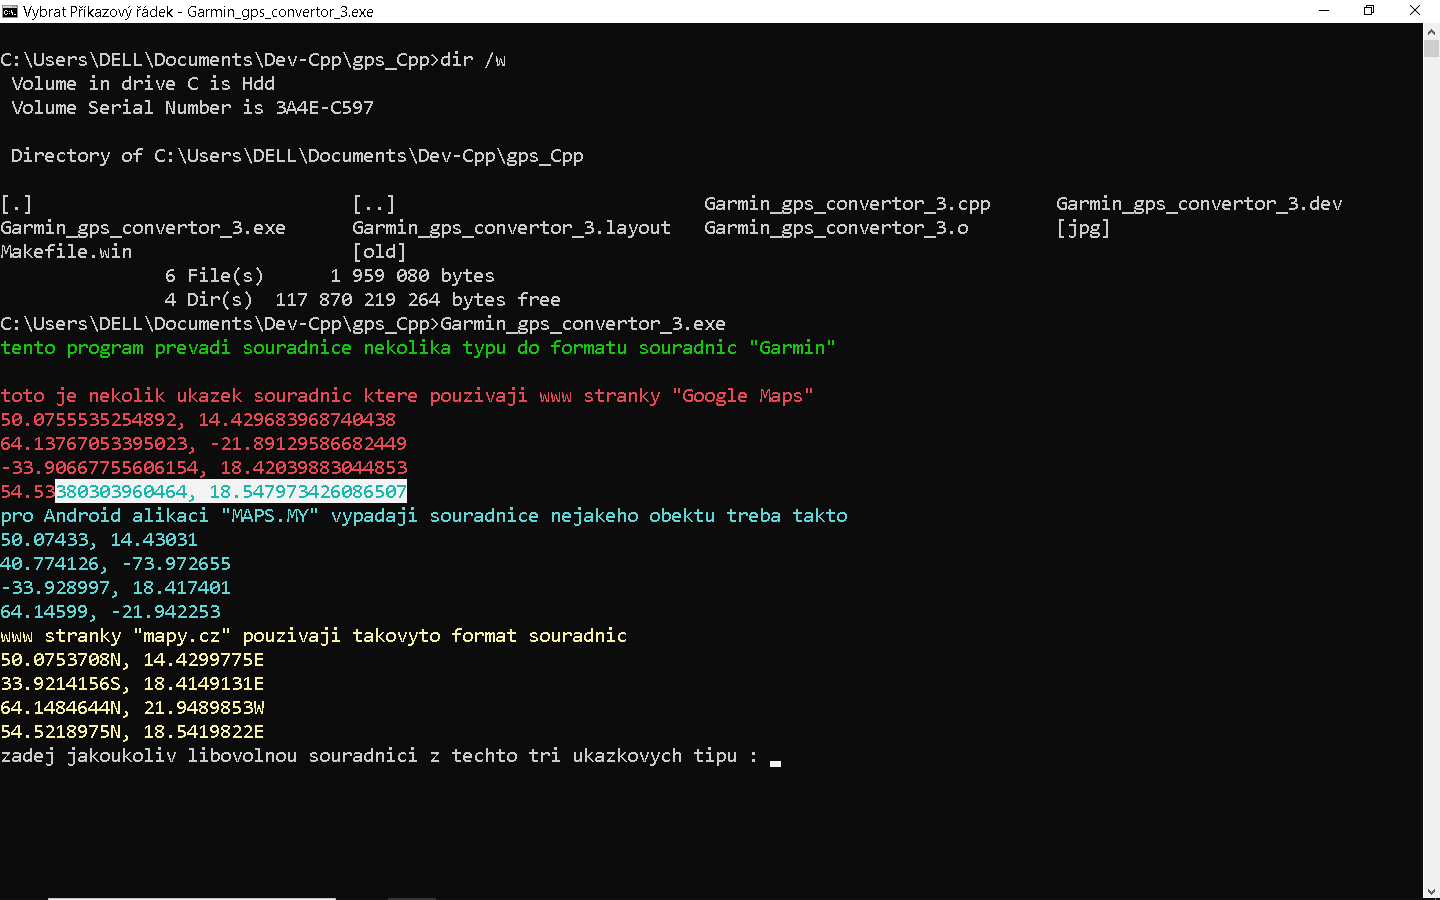 Vybrat Příkazový řádek - Garmin_gps_convertor_3.exe
C:\Users\DELL\Documents\Dev-Cpp\gps_Cpp>dir /w
Volume in drive C is Hdd
Volume Serial Number is 3A4E-C597
Directory of C:\Users\DELL\Documents\Dev-Cpp\gps_Cpp
[.] [..] Garmin_gps_convertor_3.cpp Garmin_gps_convertor_3.dev
Garmin_gps_convertor_3.exe Garmin_gps_convertor_3.layout Garmin_gps_convertor_3.o [jpg]
Makefile.win [old]
6 File(s) 1 959 080 bytes
4 Dir(s) 117 870 219 264 bytes free
C:\Users\DELL\Documents\Dev-Cpp\gps_Cpp>Garmin_gps_convertor_3.exe
tento program prevadi souradnice nekolika typu do formatu souradnic "Garmin"
toto je nekolik ukazek souradnic ktere pouzivaji www stranky "Google Maps"
50.0755535254892, 14.429683968740438
64.13767053395023, -21.89129586682449
-33.90667755606154, 18.42039883044853
54.53380303960464, 18.547973426086507
pro Android alikaci "MAPS.MY" vypadaji souradnice nejakeho obektu treba takto
50.07433, 14.43031
40.774126, -73.972655
-33.928997, 18.417401
64.14599, -21.942253
www stranky "mapy.cz" pouzivaji takovyto format souradnic
50.0753708N, 14.4299775E
33.9214156S, 18.4149131E
64.1484644N, 21.9489853W
54.5218975N, 18.5419822E
zadej jakoukoliv libovolnou souradnici z techto tri ukazkovych tipu :